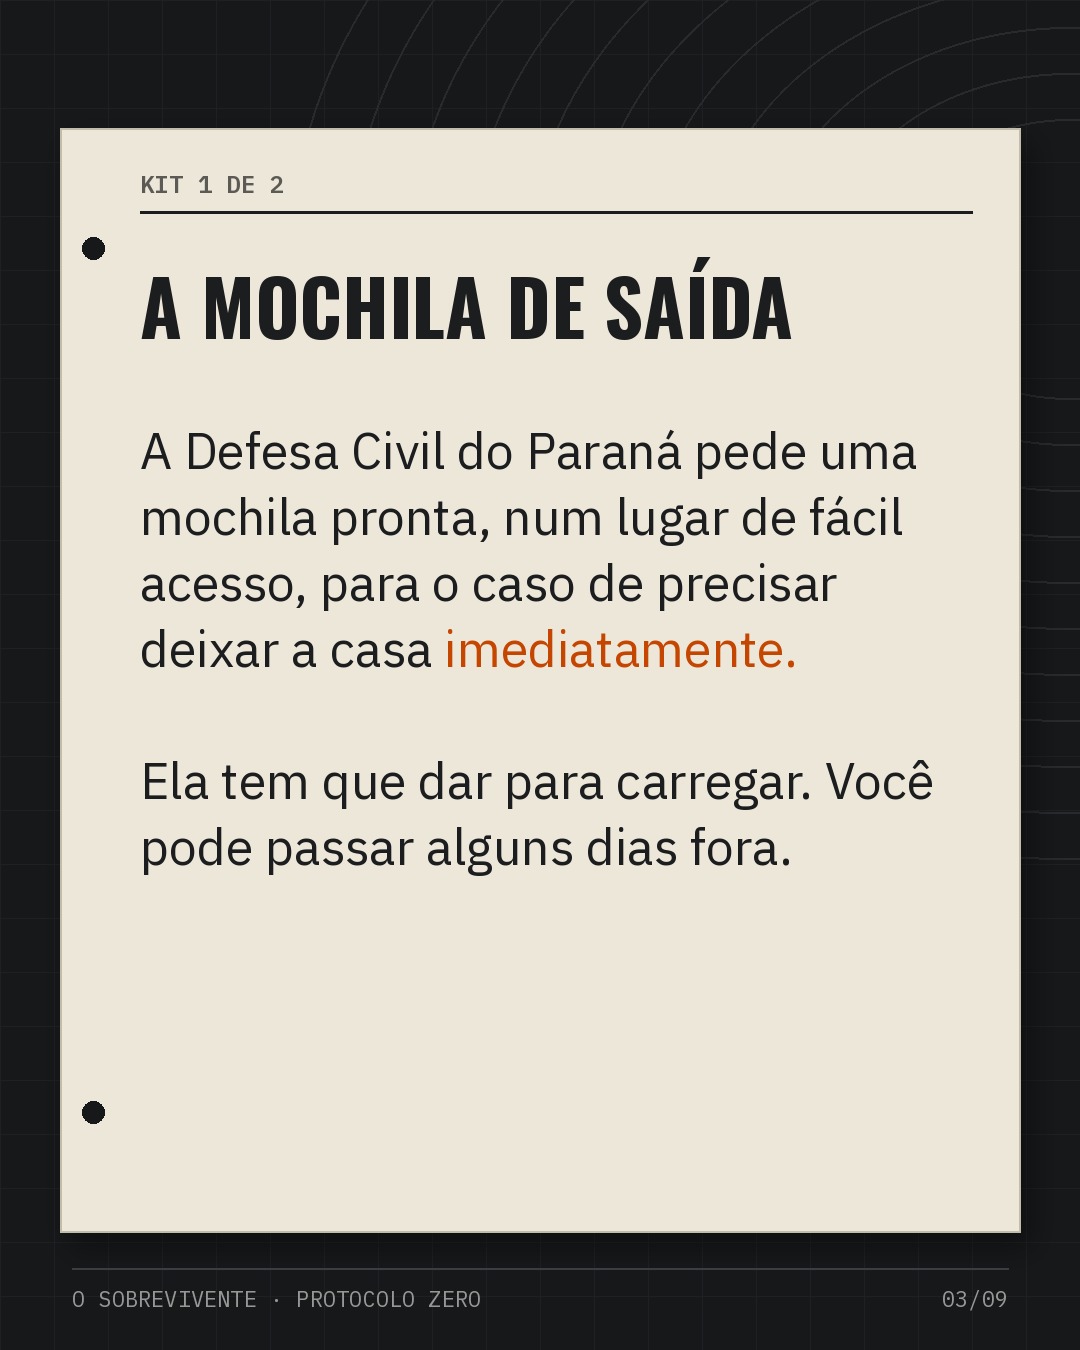 KIT 1 DE 2
A MOCHILA DE SAÍDA
A Defesa Civil do Paraná pede uma
mochila pronta, num lugar de fácil
acesso, para o caso de precisar
deixar a casa imediatamente.
Ela tem que dar para carregar. Você
pode passar alguns dias fora.
O SOBREVIVENTE · PROTOCOLO ZERO
03/09